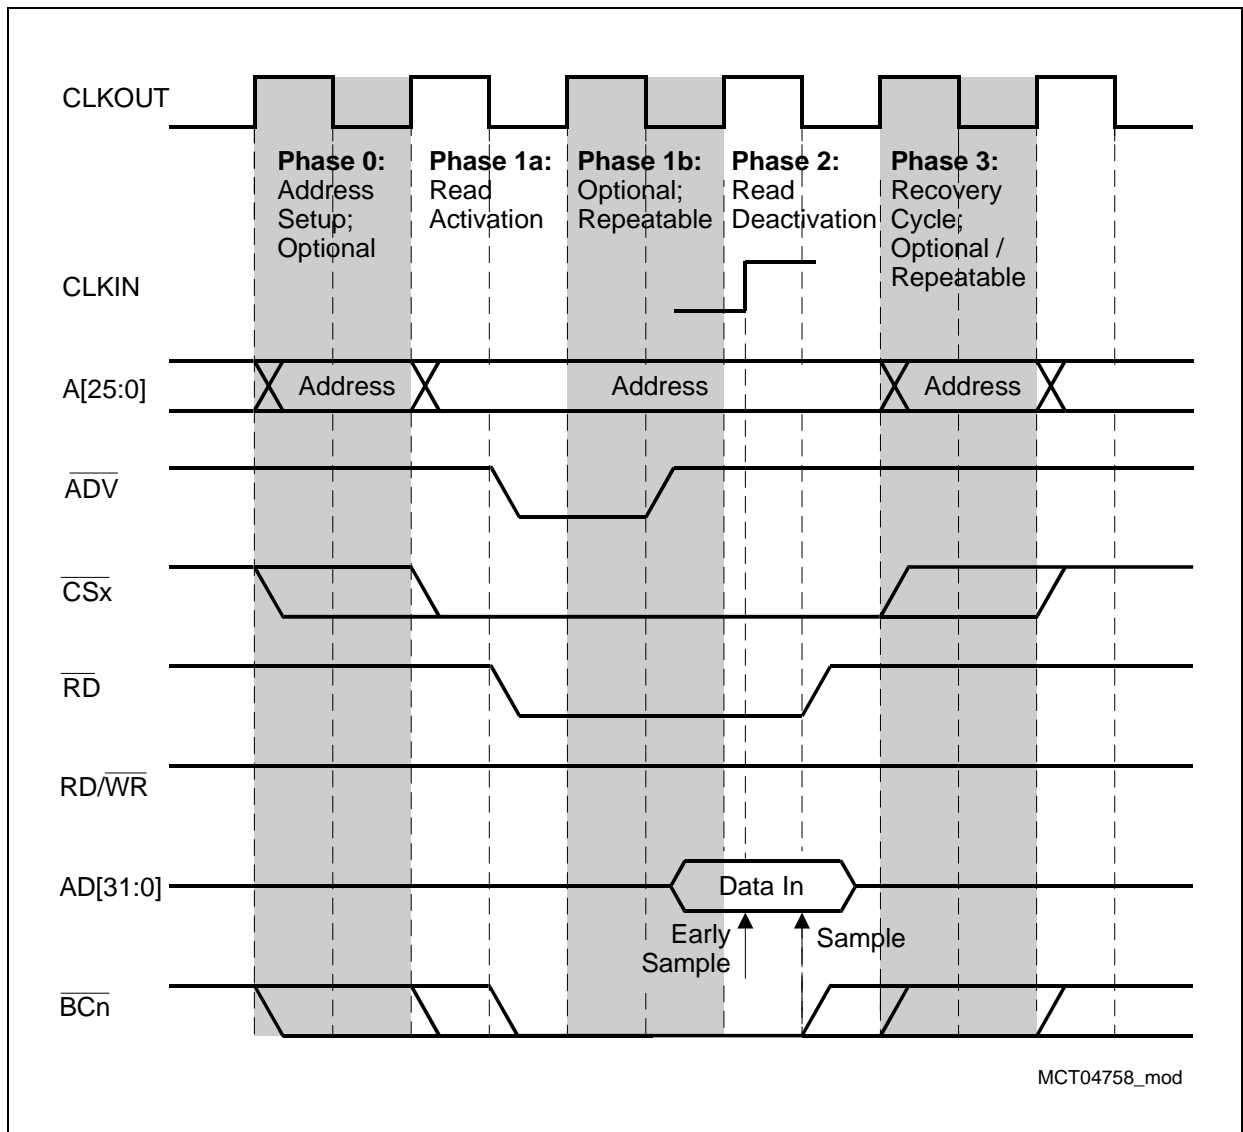 CLKOUT
Phase 0:
Address
Setup;
Optional
Phase 1a:
Read
Activation
Phase 1b:
Optional;
Repeatable
Phase 2:
Read
Deactivation
Phase 3:
Recovery
Cycle;
Optional /
Repeatable
CLKIN
A[25:0]
Address
Address
Address
ADV
CSx
RD
RD/WR
AD[31:0]
Data In
Early
Sample
Sample
BCn
MCT04758_mod